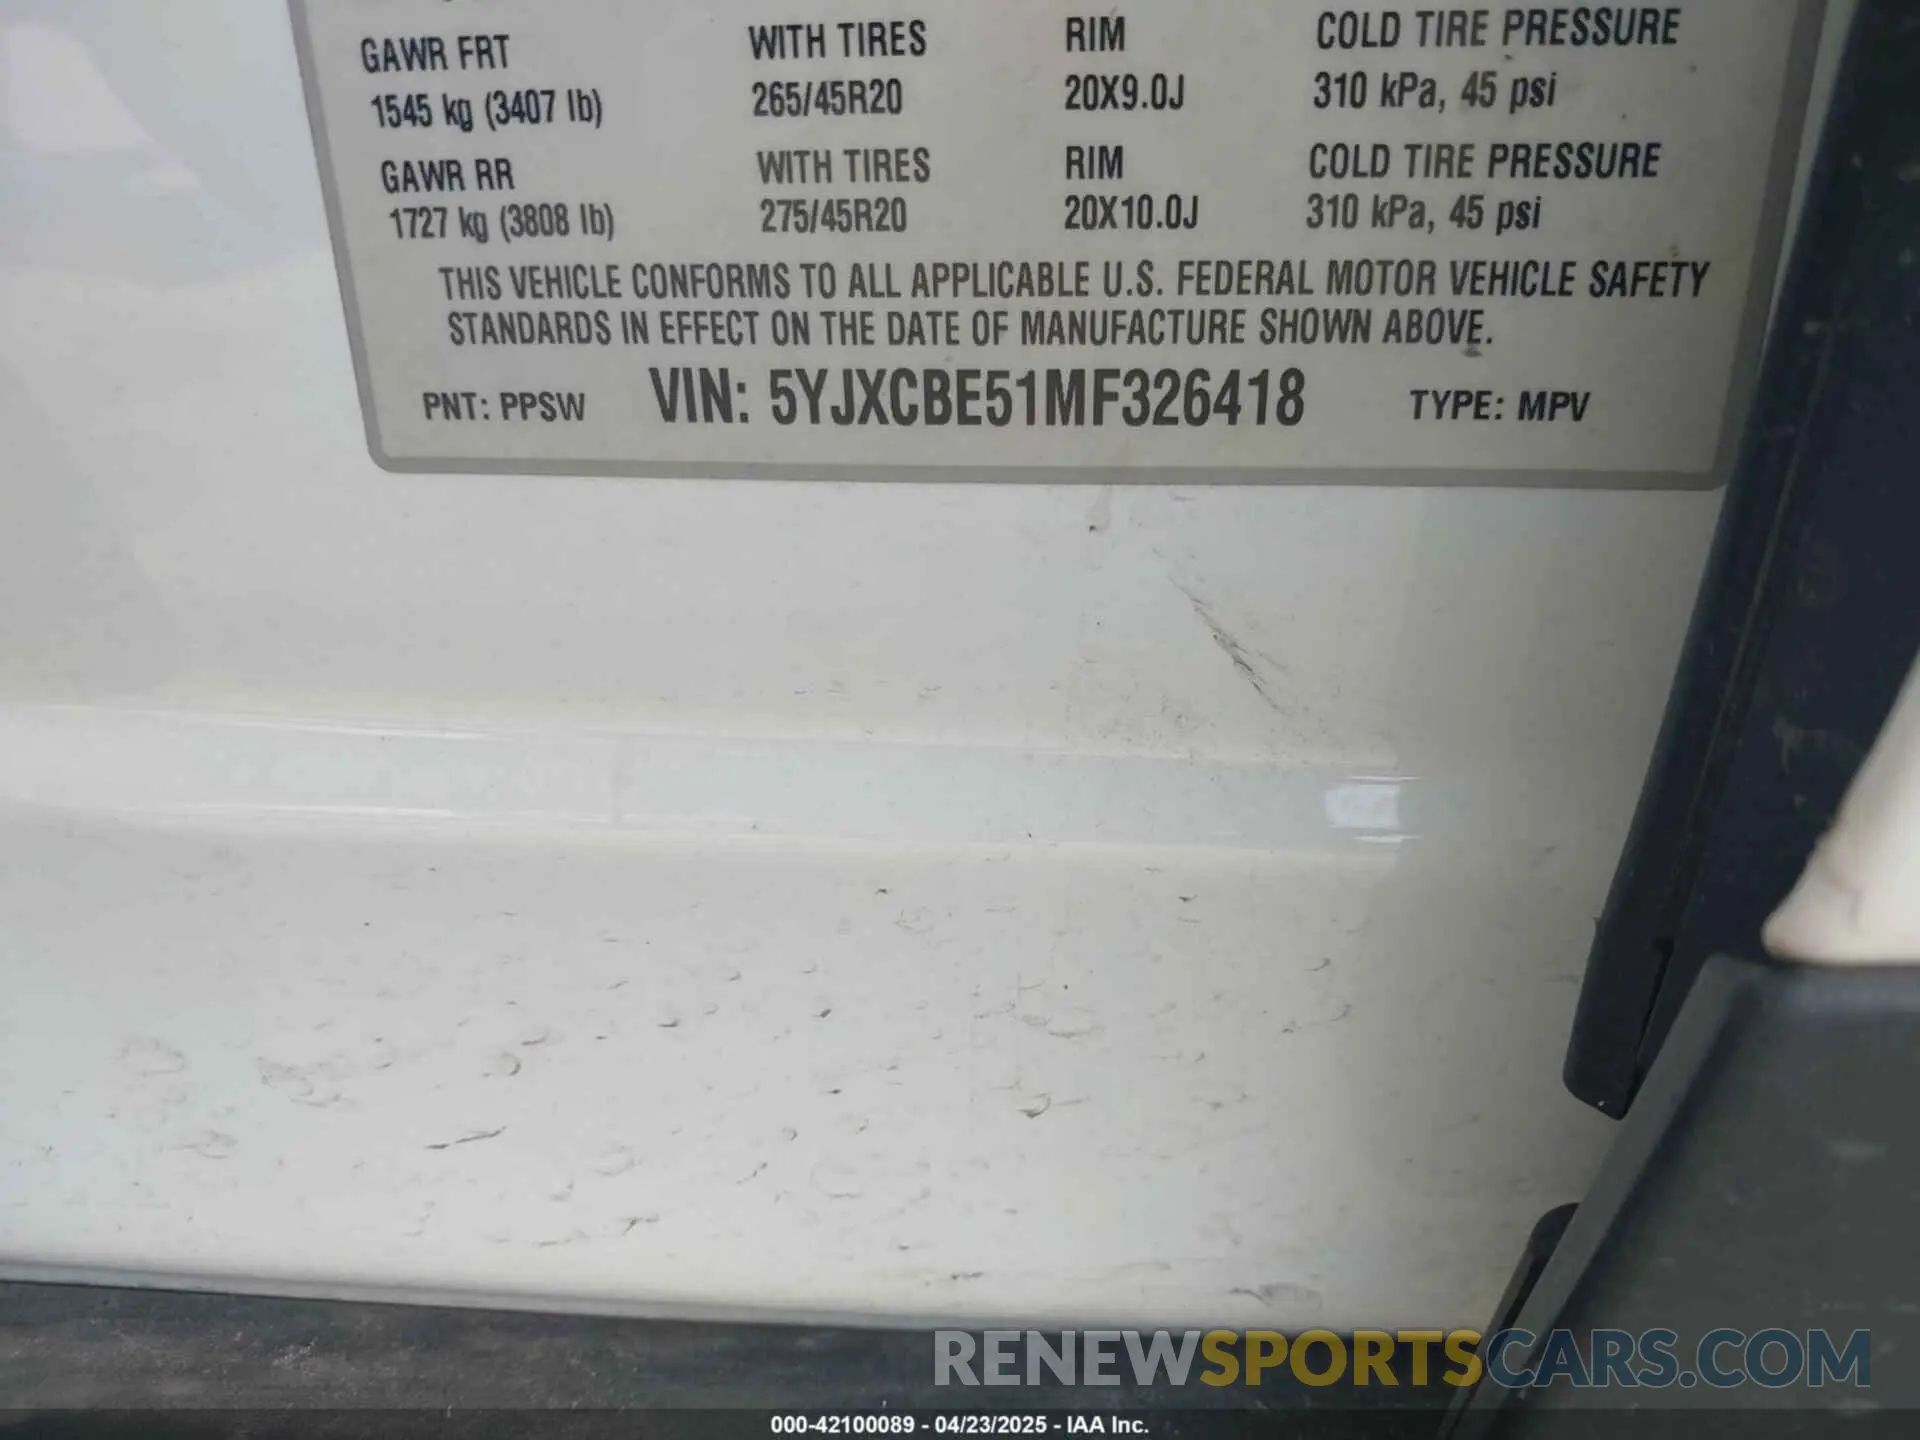 GAWR FRT WITH TIRES RIM COLD TIRE PRESSURE
1545 kg (3407 lb) 265/45R20 20X9.0J 310 kPa, 45 psi
GAWR RR WITH TIRES RIM COLD TIRE PRESSURE
1727 kg (3808 lb) 275/45R20 20X10.0J 310 kPa, 45 psi
THIS VEHICLE CONFORMS TO ALL APPLICABLE U.S. FEDERAL MOTOR VEHICLE SAFETY
STANDARDS IN EFFECT ON THE DATE OF MANUFACTURE SHOWN ABOVE.
PNT: PPSW VIN: 5YJXCBE51MF326418 TYPE: MPV
RENEWSPORTSCARS.COM
000-42100089 - 04/23/2025 - IAA Inc.